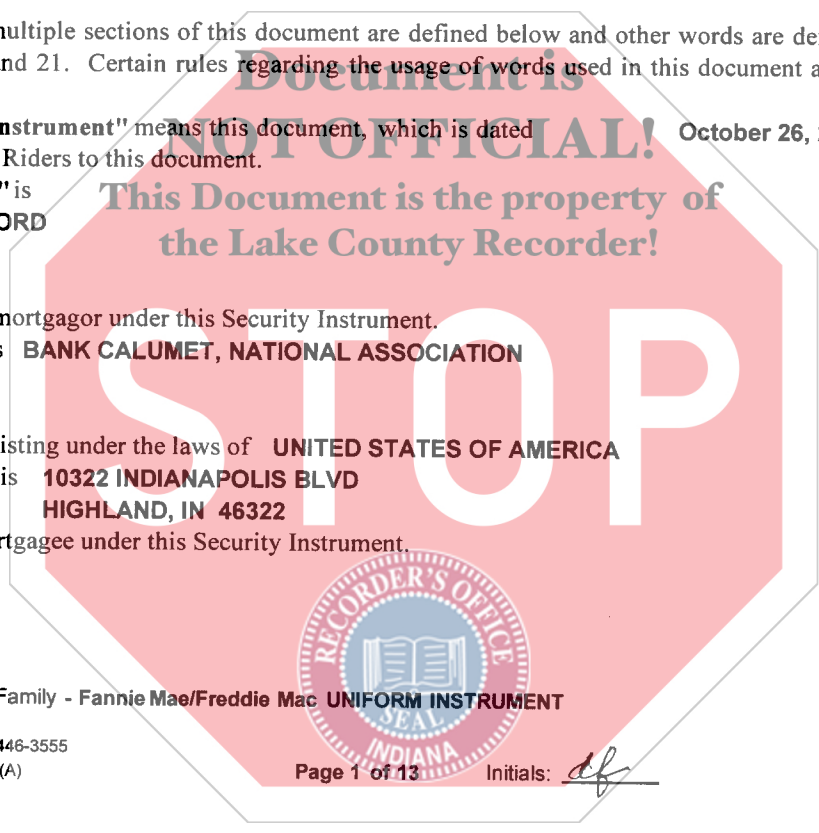 multiple sections of this document are defined below and other words are de
nd 21. Certain rules regarding the usage of words used in this document a
Document is
nstrument" means this document, which is dated October 26,
NOT OFFICIAL!
Riders to this document.
" is
This Document is the property of
ORD
the Lake County Recorder!
mortgagor under this Security Instrument.
s BANK CALUMET, NATIONAL ASSOCIATION
STOP
isting under the laws of UNITED STATES OF AMERICA
is 10322 INDIANAPOLIS BLVD
HIGHLAND, IN 46322
rtgagee under this Security Instrument.
RECORDER'S OFFICE
SEAL
INDIANA
Family - Fannie Mae/Freddie Mac UNIFORM INSTRUMENT
446-3555
(A)
Page 1 of 13 Initials: df